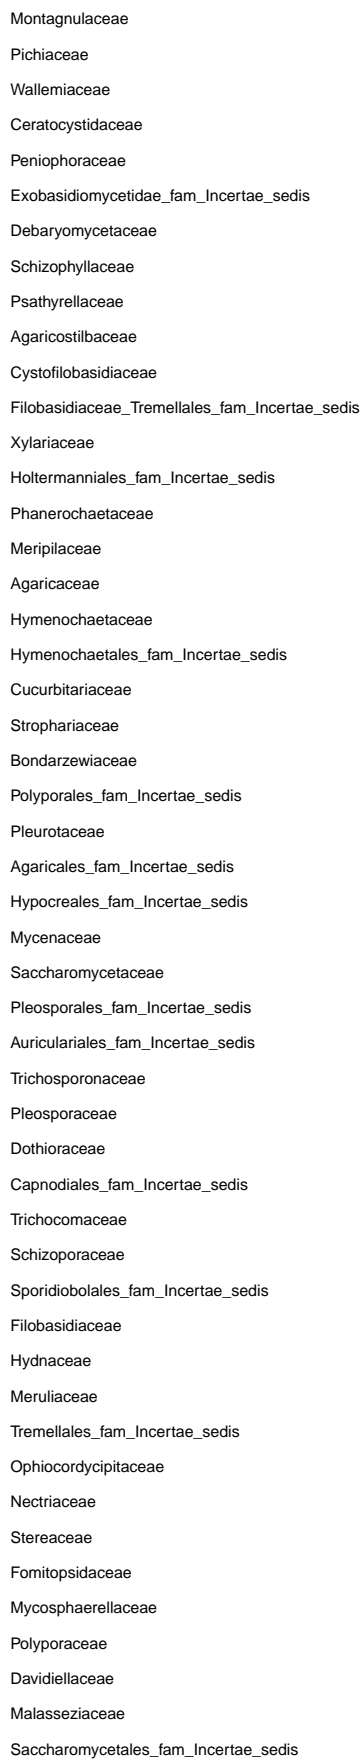 Montagnulaceae
Pichiaceae
Wallemiaceae
Ceratocystidaceae
Peniophoraceae
Exobasidiomycetidae_fam_Incertae_sedis
Debaryomycetaceae
Schizophyllaceae
Psathyrellaceae
Agaricostilbaceae
Cystofilobasidiaceae
Filobasidiaceae_Tremellales_fam_Incertae_sedis
Xylariaceae
Holtermanniales_fam_Incertae_sedis
Phanerochaetaceae
Meripilaceae
Agaricaceae
Hymenochaetaceae
Hymenochaetales_fam_Incertae_sedis
Cucurbitariaceae
Strophariaceae
Bondarzewiaceae
Polyporales_fam_Incertae_sedis
Pleurotaceae
Agaricales_fam_Incertae_sedis
Hypocreales_fam_Incertae_sedis
Mycenaceae
Saccharomycetaceae
Pleosporales_fam_Incertae_sedis
Auriculariales_fam_Incertae_sedis
Trichosporonaceae
Pleosporaceae
Dothioraceae
Capnodiales_fam_Incertae_sedis
Trichocomaceae
Schizoporaceae
Sporidiobolales_fam_Incertae_sedis
Filobasidiaceae
Hydnaceae
Meruliaceae
Tremellales_fam_Incertae_sedis
Ophiocordycipitaceae
Nectriaceae
Stereaceae
Fomitopsidaceae
Mycosphaerellaceae
Polyporaceae
Davidiellaceae
Malasseziaceae
Saccharomycetales_fam_Incertae_sedis